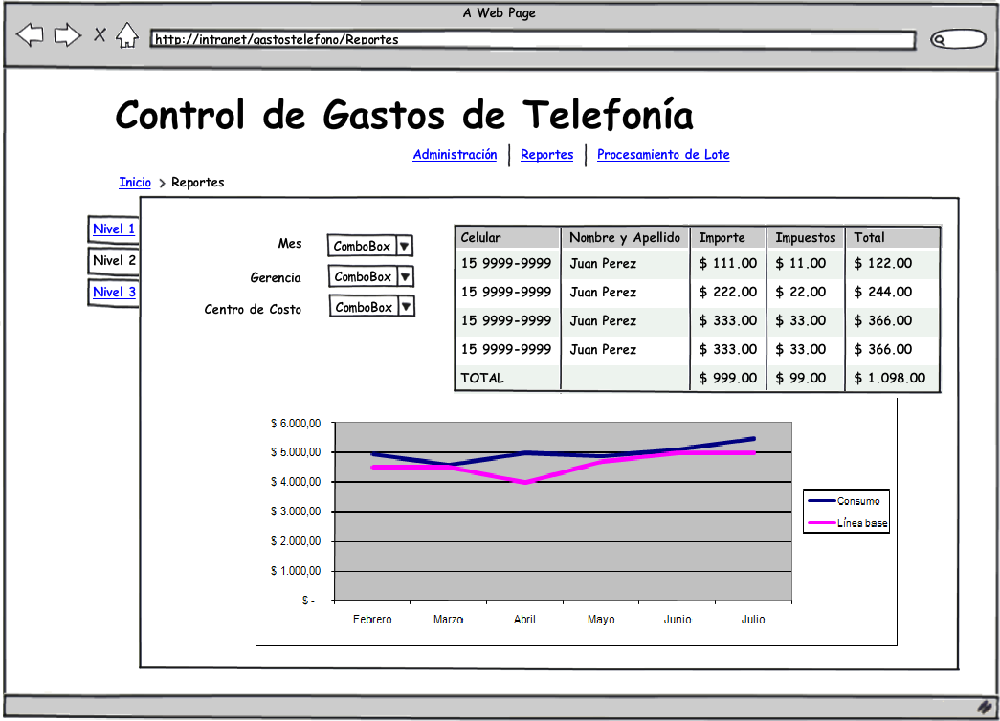 A Web Page
http://intranet/gastostelefono/Reportes
Control de Gastos de Telefonía
Administración Reportes Procesamiento de Lote
Inicio > Reportes
Nivel 1
Nivel 2
Nivel 3
Mes ComboBox
Gerencia ComboBox
Centro de Costo ComboBox
Celular Nombre y Apellido Importe Impuestos Total
15 9999-9999 Juan Perez $ 111.00 $ 11.00 $ 122.00
15 9999-9999 Juan Perez $ 222.00 $ 22.00 $ 244.00
15 9999-9999 Juan Perez $ 333.00 $ 33.00 $ 366.00
15 9999-9999 Juan Perez $ 333.00 $ 33.00 $ 366.00
TOTAL $ 999.00 $ 99.00 $ 1.098.00
$ 6.000,00
$ 5.000,00
$ 4.000,00
$ 3.000,00
$ 2.000,00
$ 1.000,00
$ -
Febrero Marzo Abril Mayo Junio Julio
Consumo
Línea base